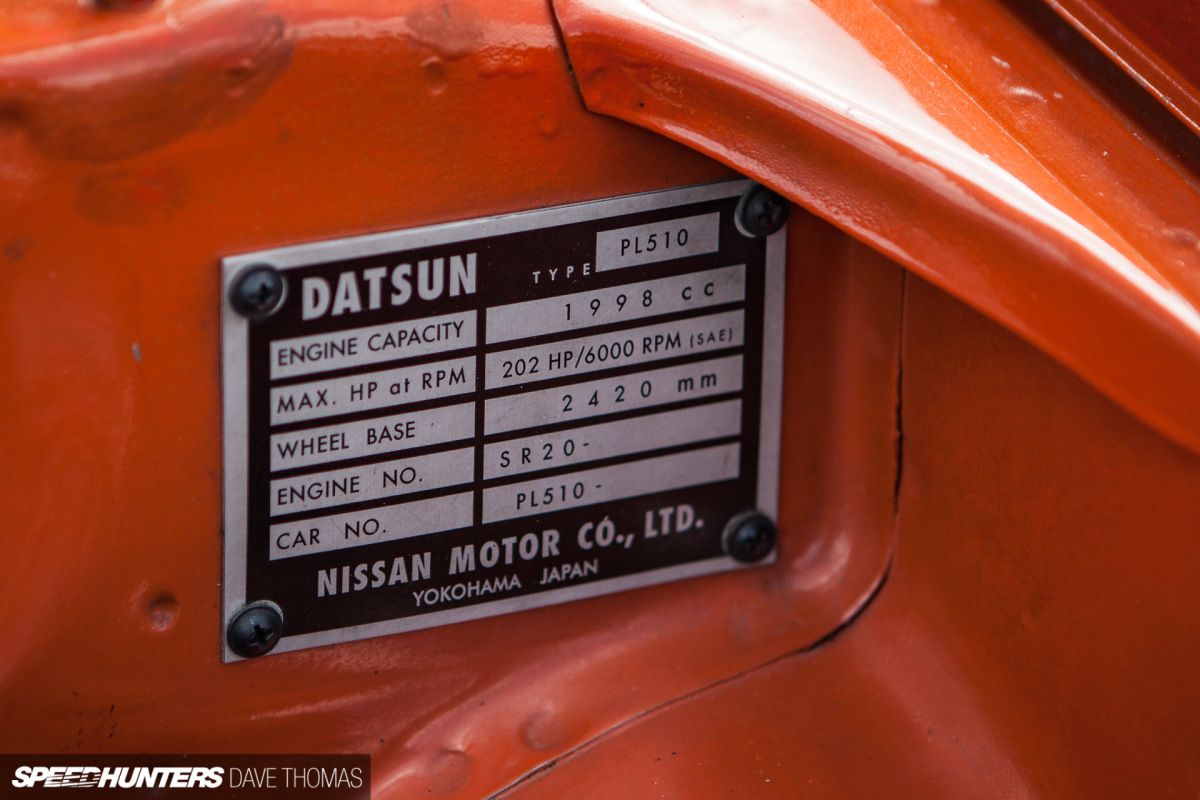 DATSUN TYPE PL510
ENGINE CAPACITY 1998 cc
MAX. HP at RPM 202 HP/6000 RPM (SAE)
WHEEL BASE 2420 mm
ENGINE NO. SR20-
CAR NO. PL510-
NISSAN MOTOR CO., LTD.
YOKOHAMA JAPAN
SPEEDHUNTERS DAVE THOMAS